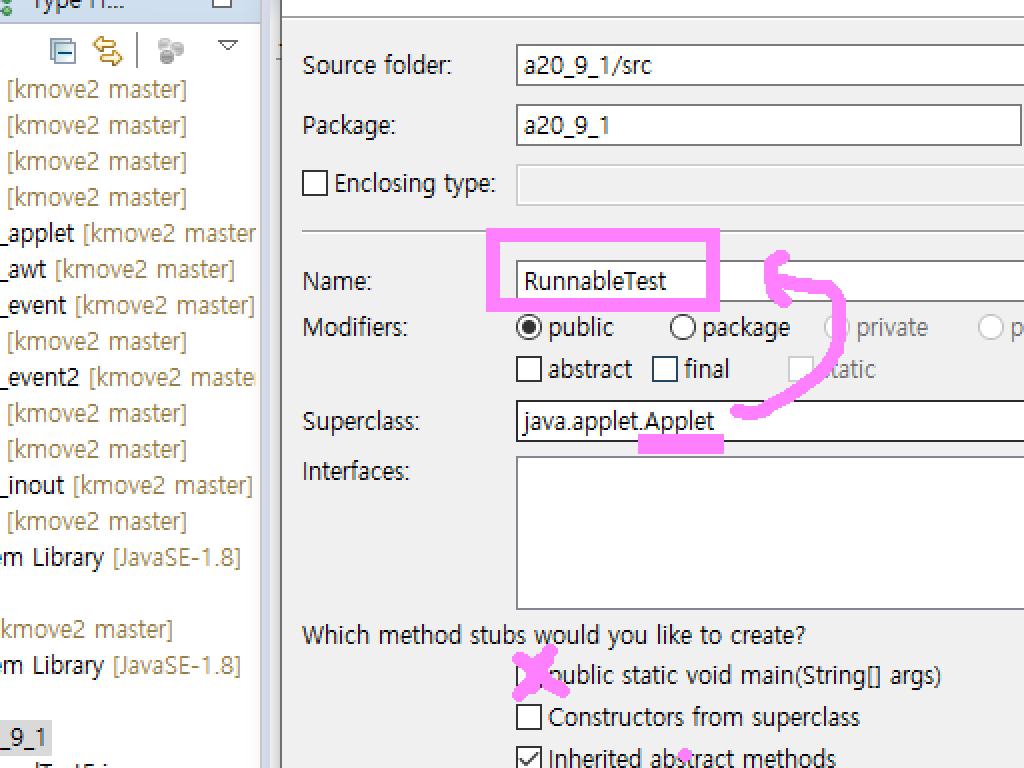 Type H...
[kmove2 master]
[kmove2 master]
[kmove2 master]
[kmove2 master]
_applet [kmove2 master
_awt [kmove2 master]
_event [kmove2 master]
[kmove2 master]
_event2 [kmove2 maste
[kmove2 master]
[kmove2 master]
_inout [kmove2 master]
[kmove2 master]
em Library [JavaSE-1.8]
kmove2 master]
em Library [JavaSE-1.8]
_9_1
Source folder: a20_9_1/src
Package: a20_9_1
Enclosing type:
Name: RunnableTest
Modifiers: public package private p
abstract final static
Superclass: java.applet.Applet
Interfaces:
Which method stubs would you like to create?
public static void main(String[] args)
Constructors from superclass
Inherited abstract methods